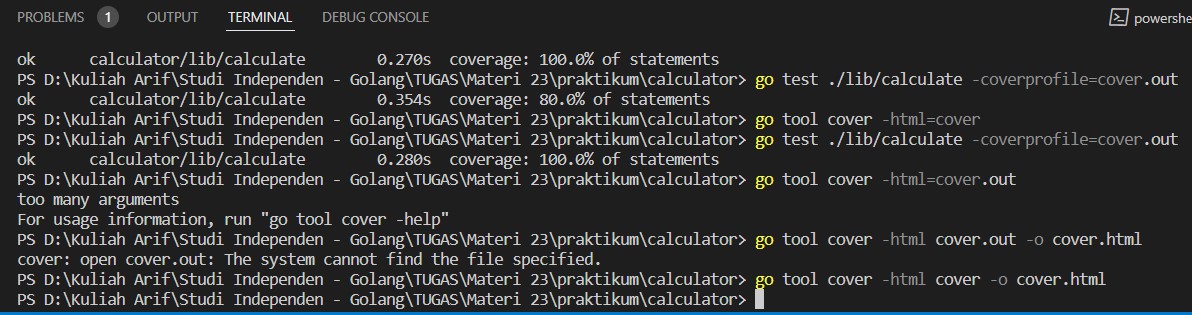 PROBLEMS 1 OUTPUT TERMINAL DEBUG CONSOLE powershe
ok calculator/lib/calculate 0.270s coverage: 100.0% of statements
PS D:\Kuliah Arif\Studi Independen - Golang\TUGAS\Materi 23\praktikum\calculator> go test ./lib/calculate -coverprofile=cover.out
ok calculator/lib/calculate 0.354s coverage: 80.0% of statements
PS D:\Kuliah Arif\Studi Independen - Golang\TUGAS\Materi 23\praktikum\calculator> go tool cover -html=cover
PS D:\Kuliah Arif\Studi Independen - Golang\TUGAS\Materi 23\praktikum\calculator> go test ./lib/calculate -coverprofile=cover.out
ok calculator/lib/calculate 0.280s coverage: 100.0% of statements
PS D:\Kuliah Arif\Studi Independen - Golang\TUGAS\Materi 23\praktikum\calculator> go tool cover -html=cover.out
too many arguments
For usage information, run "go tool cover -help"
PS D:\Kuliah Arif\Studi Independen - Golang\TUGAS\Materi 23\praktikum\calculator> go tool cover -html cover.out -o cover.html
cover: open cover.out: The system cannot find the file specified.
PS D:\Kuliah Arif\Studi Independen - Golang\TUGAS\Materi 23\praktikum\calculator> go tool cover -html cover -o cover.html
PS D:\Kuliah Arif\Studi Independen - Golang\TUGAS\Materi 23\praktikum\calculator>